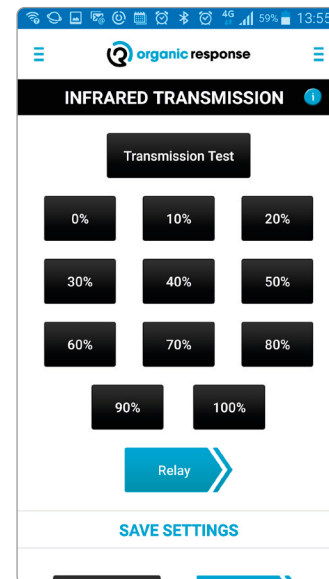 4G 59% 13:55
organic response
INFRARED TRANSMISSION i
Transmission Test
0% 10% 20%
30% 40% 50%
60% 70% 80%
90% 100%
Relay
SAVE SETTINGS